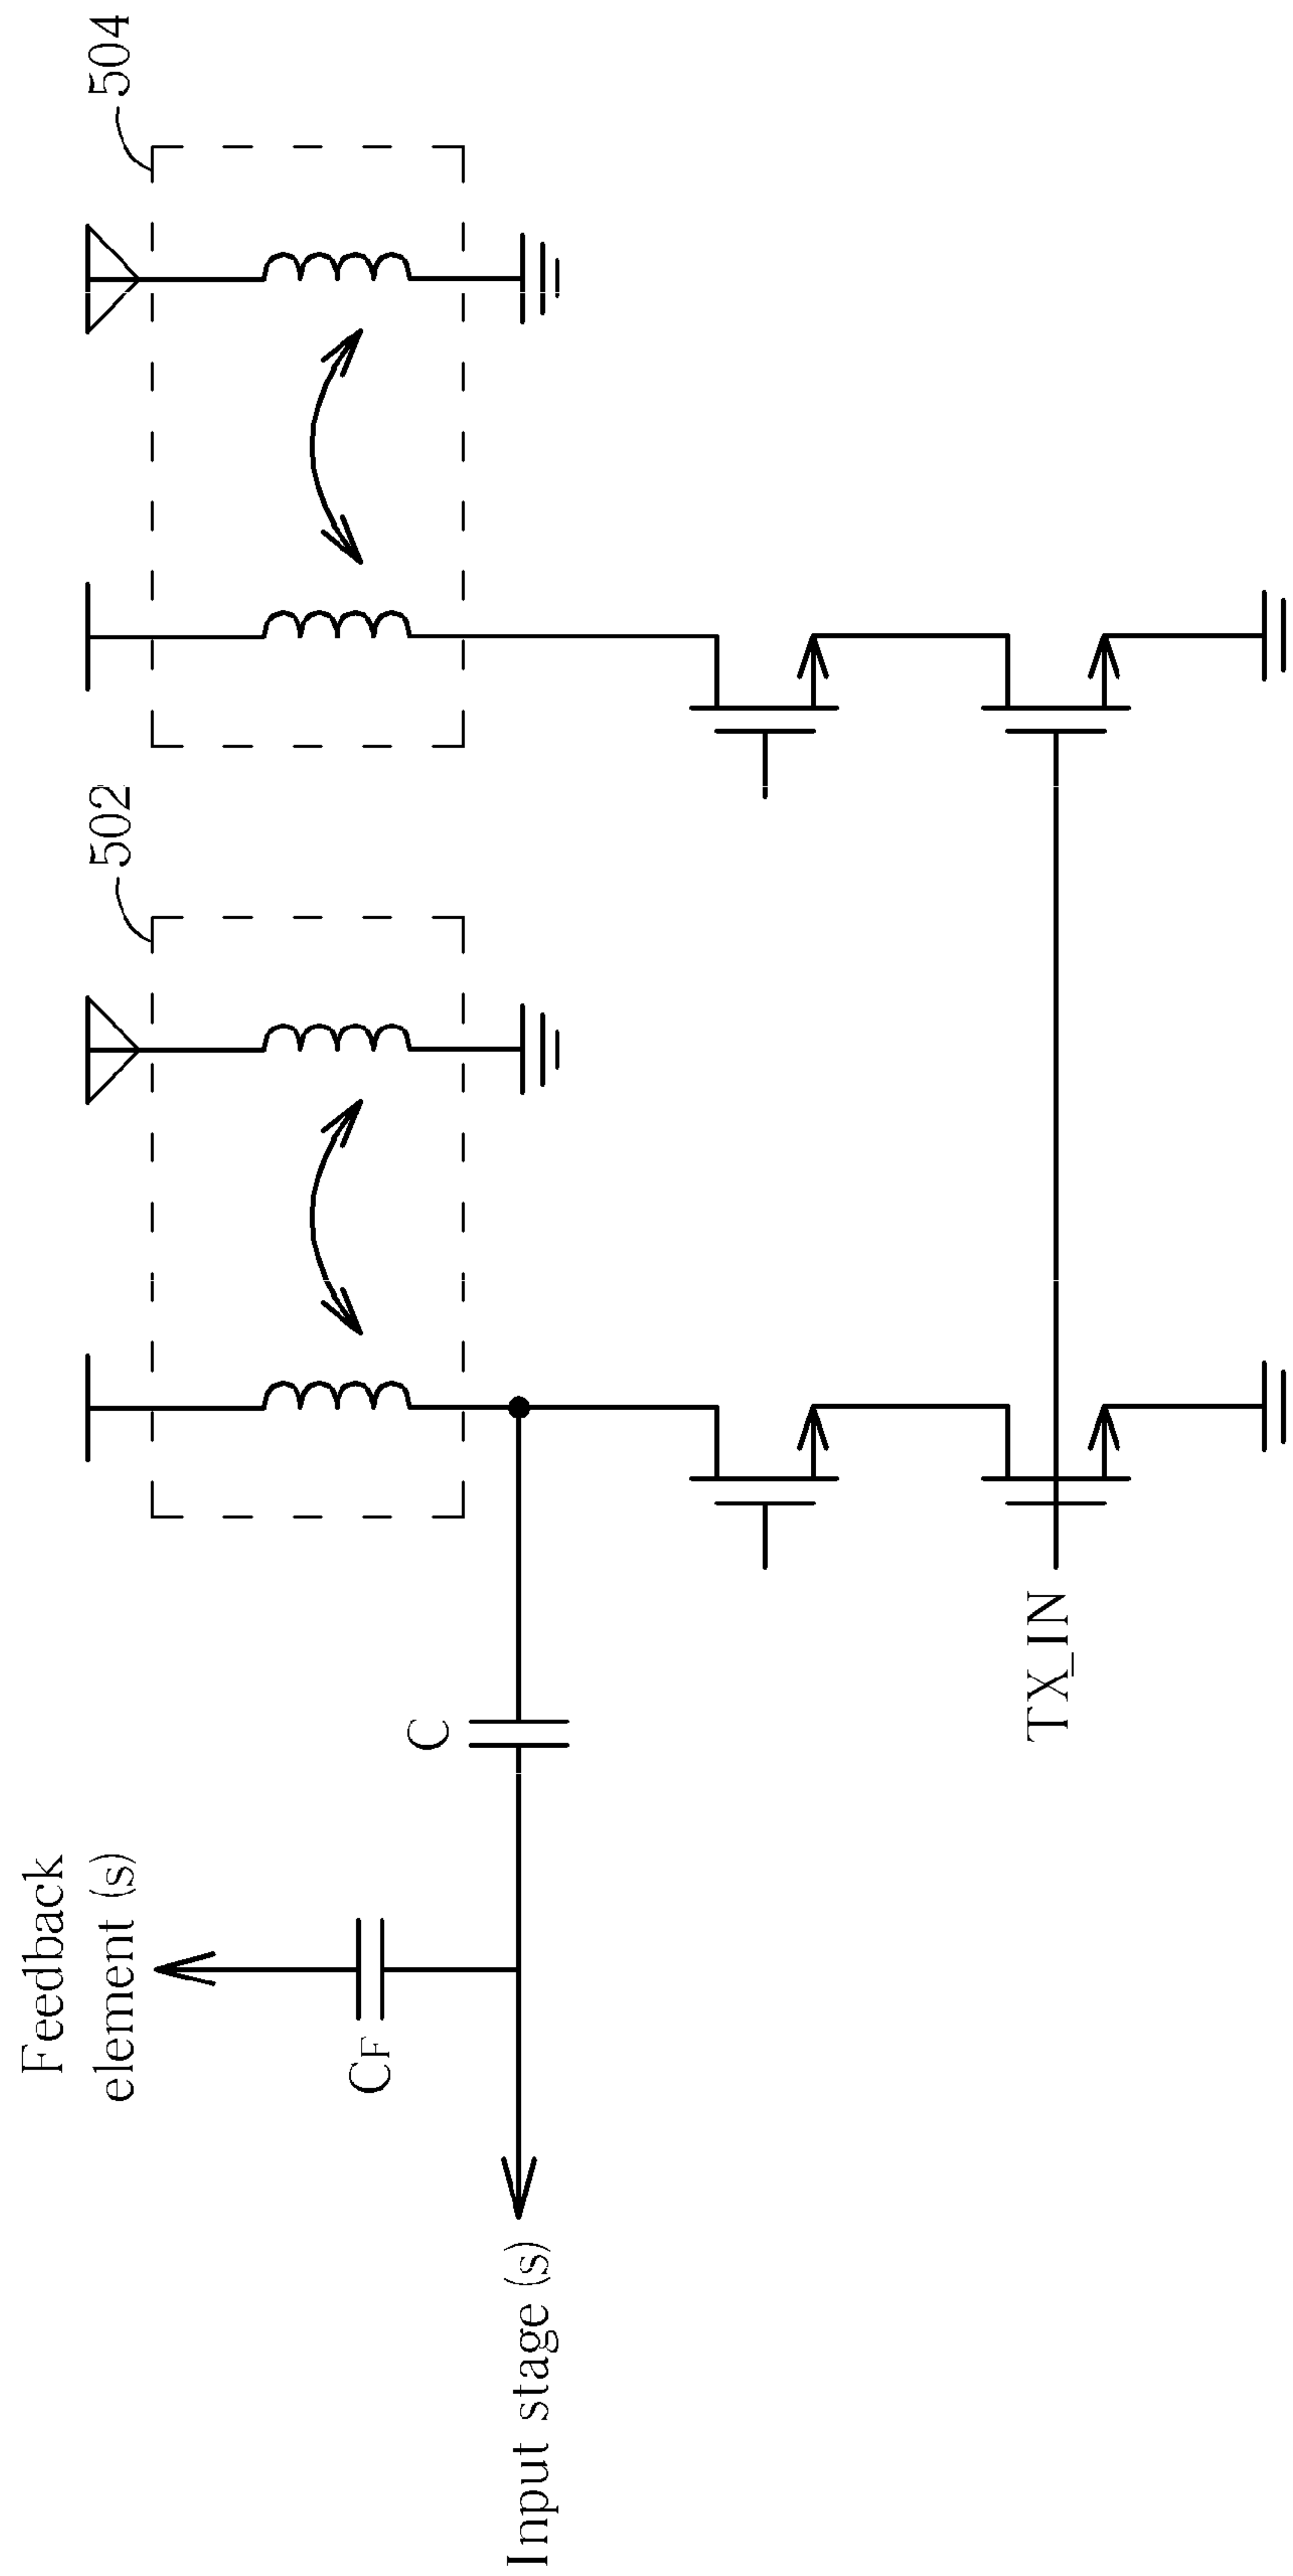 Feedback
element (s)
CF
C
502
504
Input stage (s)
TX_IN